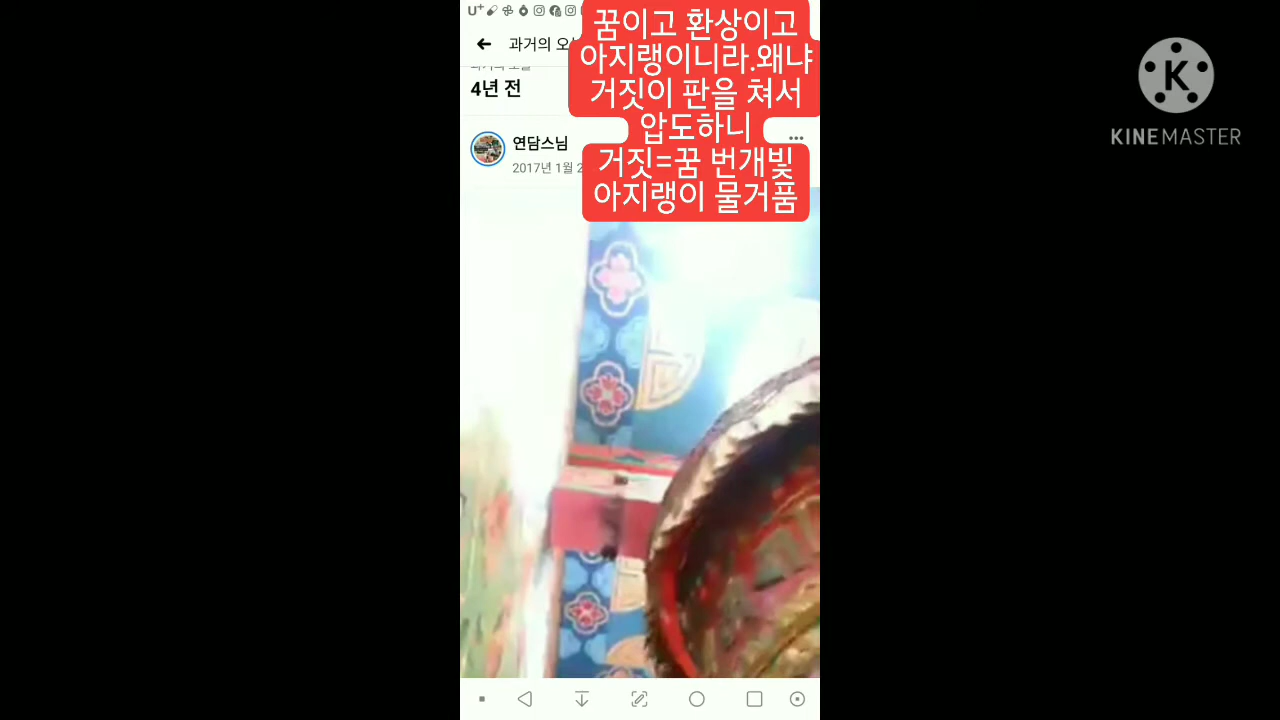 U+
과거의 오
4년 전
연담스님
2017년 1월 2
꿈이고 환상이고
아지랭이니라.왜냐
거짓이 판을 쳐서
압도하니
거짓=꿈 번개빛
아지랭이 물거품
K
KINEMASTER